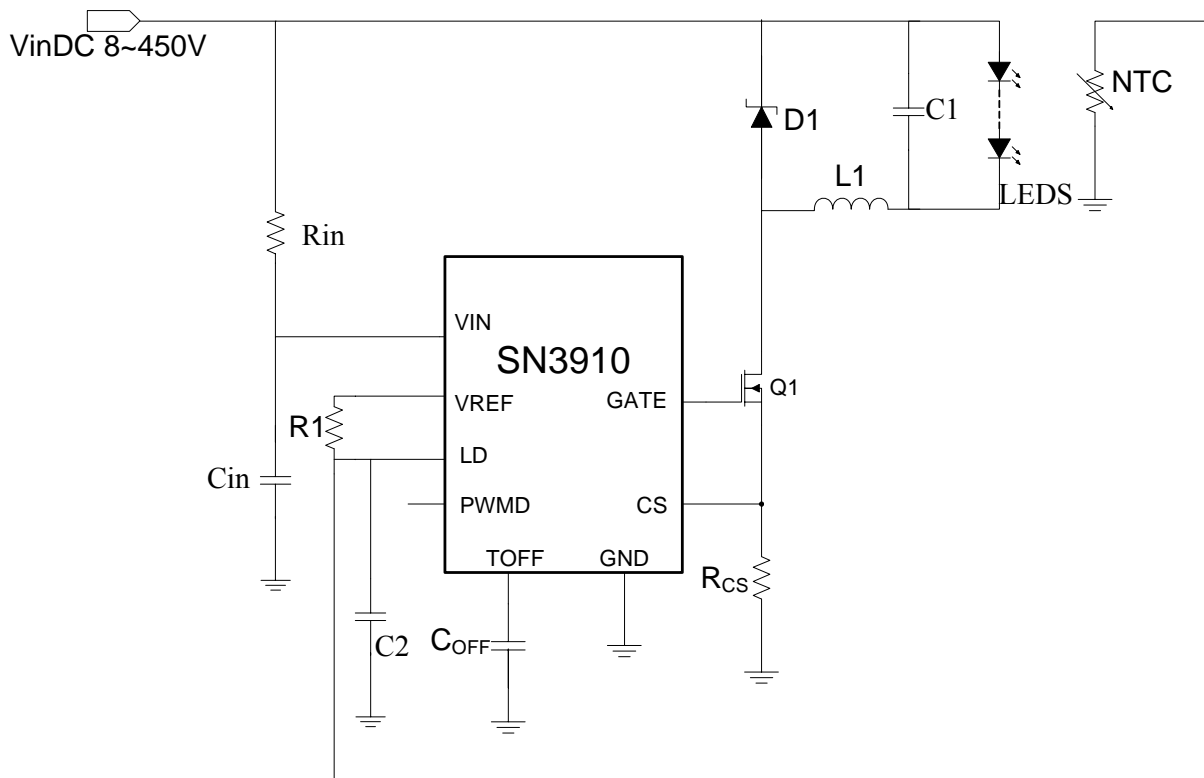 VinDC 8~450V
NTC
D1
C1
L1
LEDS
Rin
VIN
SN3910
VREF
GATE
Q1
R1
LD
Cin
PWMD
CS
TOFF
GND
RCS
C2
COFF